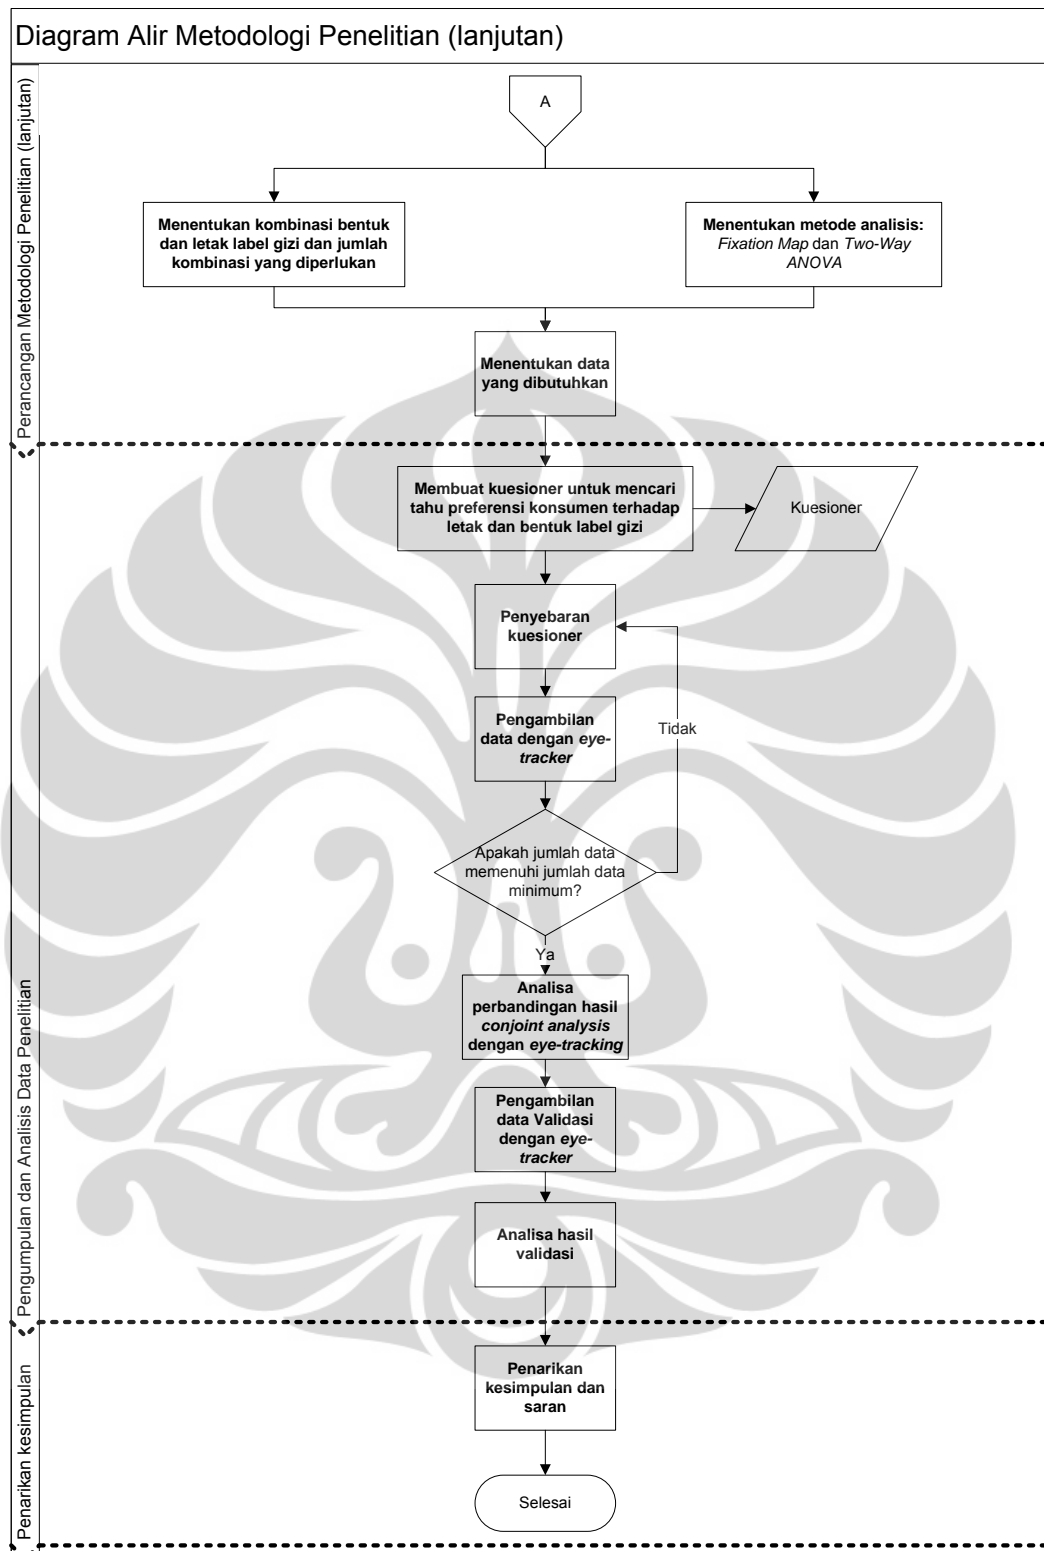 Diagram Alir Metodologi Penelitian (lanjutan)
Perancangan Metodologi Penelitian (lanjutan)
A
Menentukan kombinasi bentuk
dan letak label gizi dan jumlah
kombinasi yang diperlukan
Menentukan metode analisis:
Fixation Map dan Two-Way
ANOVA
Menentukan data
yang dibutuhkan
Pengumpulan dan Analisis Data Penelitian
Membuat kuesioner untuk mencari
tahu preferensi konsumen terhadap
letak dan bentuk label gizi
Kuesioner
Penyebaran
kuesioner
Pengambilan
data dengan eye-
tracker
Tidak
Apakah jumlah data
memenuhi jumlah data
minimum?
Ya
Analisa
perbandingan hasil
conjoint analysis
dengan eye-tracking
Pengambilan
data Validasi
dengan eye-
tracker
Analisa hasil
validasi
Penarikan kesimpulan
Penarikan
kesimpulan dan
saran
Selesai